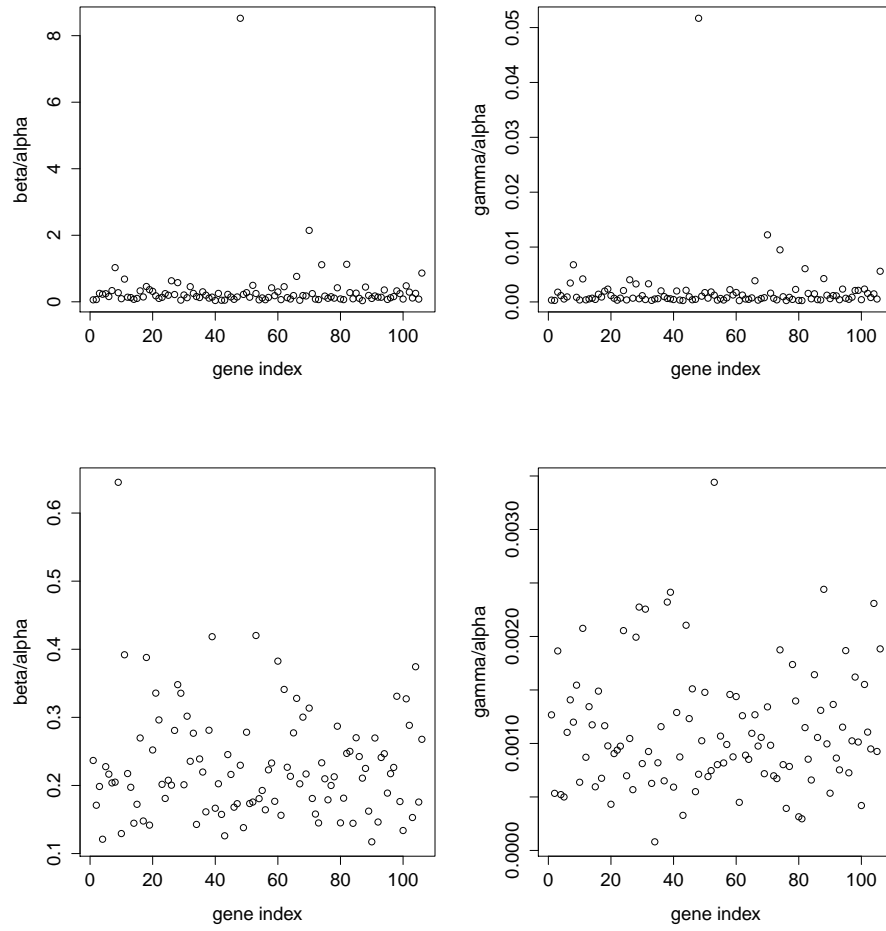 beta/alpha
0 2 4 6 8
0 20 40 60 80 100
gene index
gamma/alpha
0.00 0.01 0.02 0.03 0.04 0.05
0 20 40 60 80 100
gene index
beta/alpha
0.1 0.2 0.3 0.4 0.5 0.6
0 20 40 60 80 100
gene index
gamma/alpha
0.0000 0.0010 0.0020 0.0030
0 20 40 60 80 100
gene index